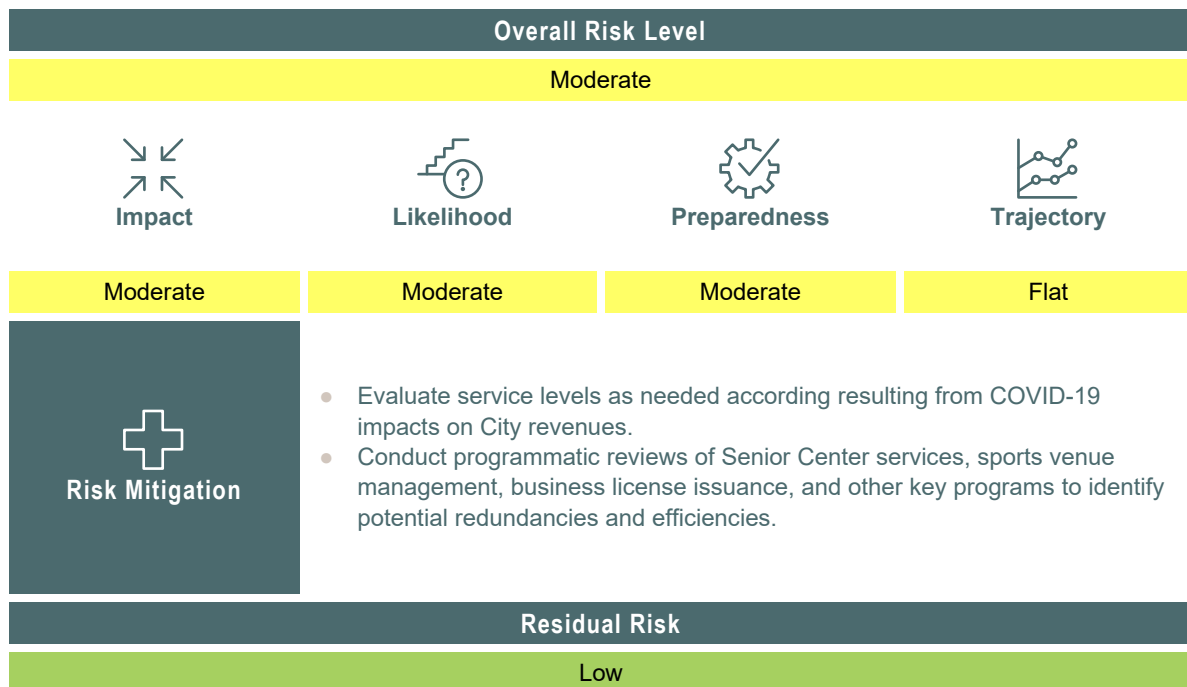 Overall Risk Level
Moderate
Impact
Likelihood
Preparedness
Trajectory
Moderate
Moderate
Moderate
Flat
Risk Mitigation
● Evaluate service levels as needed according resulting from COVID-19
impacts on City revenues.
● Conduct programmatic reviews of Senior Center services, sports venue
management, business license issuance, and other key programs to identify
potential redundancies and efficiencies.
Residual Risk
Low